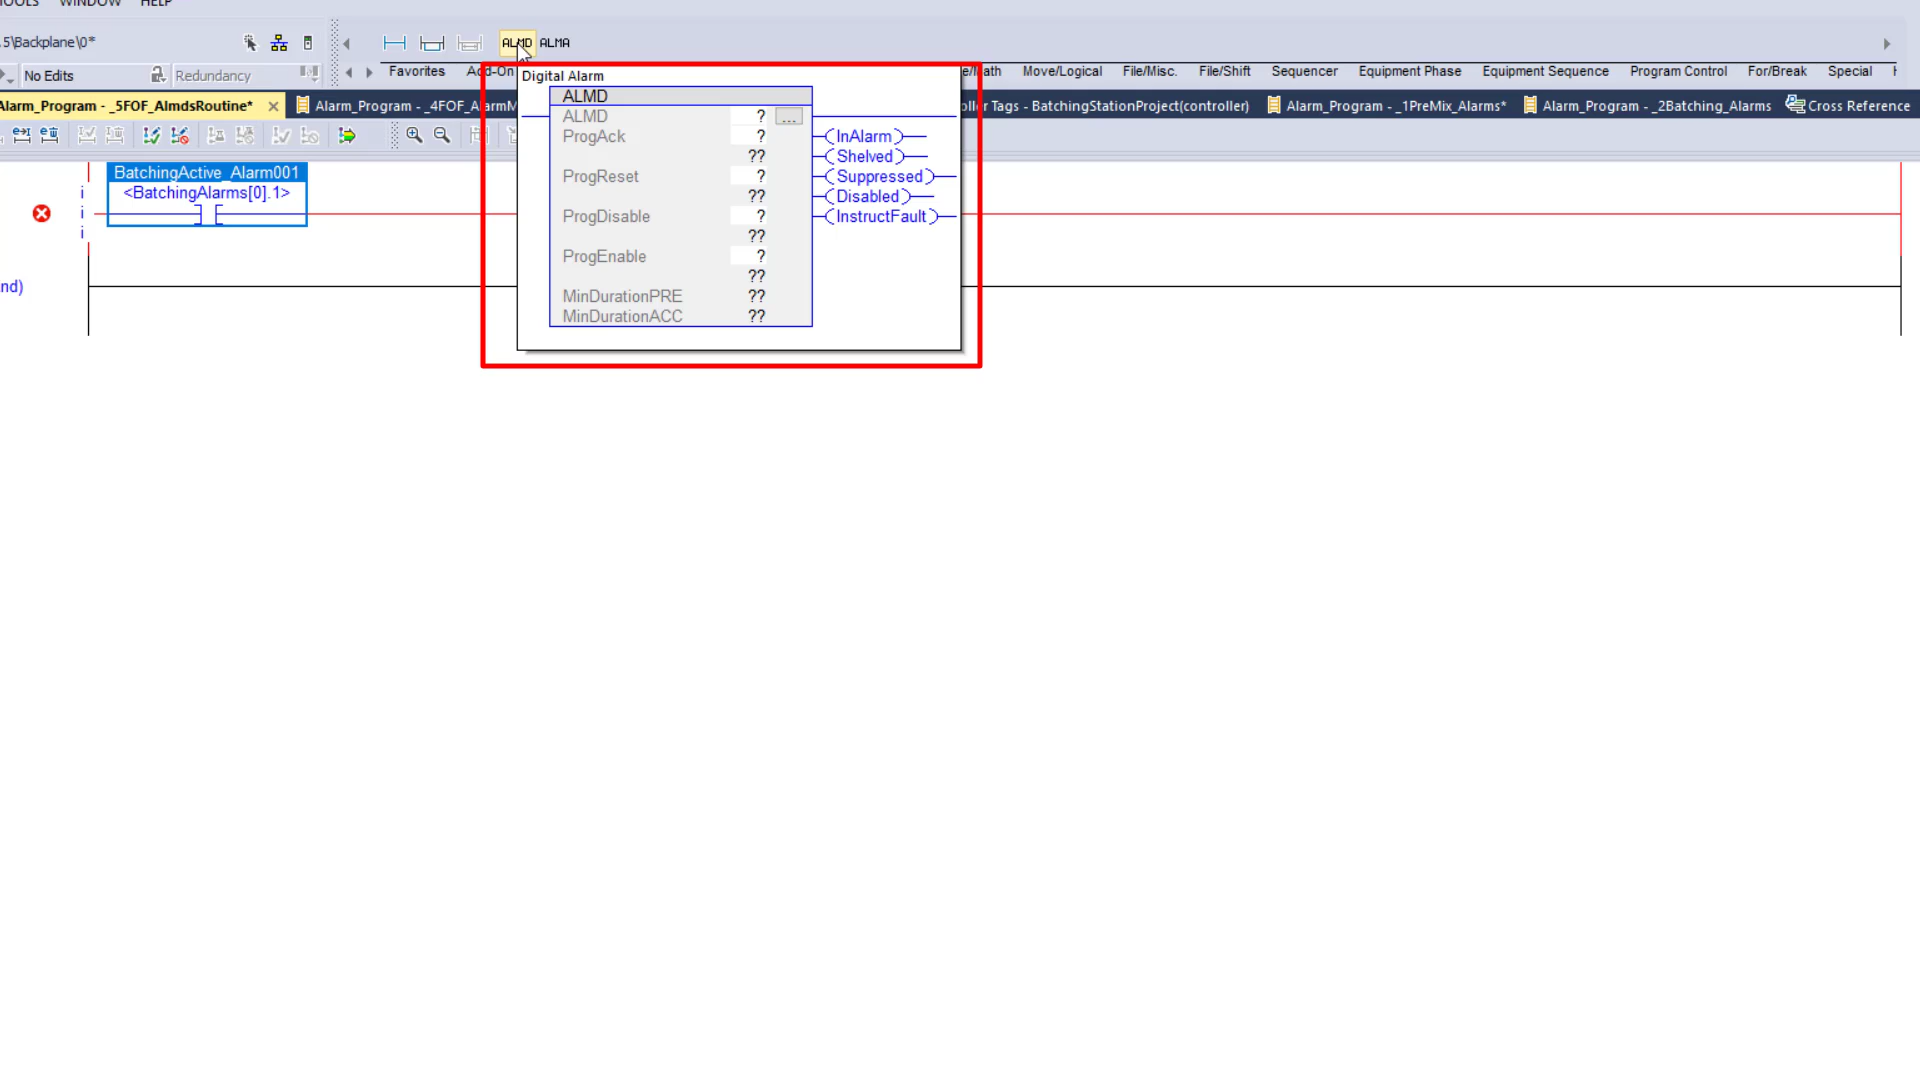 TOOLS WINDOW HELP
5\Backplane\0*
ALMD ALMA
No Edits
Redundancy
Favorites Add-On
Move/Logical File/Misc. File/Shift Sequencer Equipment Phase Equipment Sequence Program Control For/Break Special
Alarm_Program - _5FOF_AlmdsRoutine*
Alarm_Program - _4FOF_AlarmM
ller Tags - BatchingStationProject(controller)
Alarm_Program - _1PreMix_Alarms*
Alarm_Program - _2Batching_Alarms
Cross Reference
Digital Alarm
ALMD
ALMD ? ...
ProgAck ?
??
ProgReset ?
??
ProgDisable ?
??
ProgEnable ?
??
MinDurationPRE ??
MinDurationACC ??
InAlarm
Shelved
Suppressed
Disabled
InstructFault
BatchingActive_Alarm001
<BatchingAlarms[0].1>
i
i
i
nd)